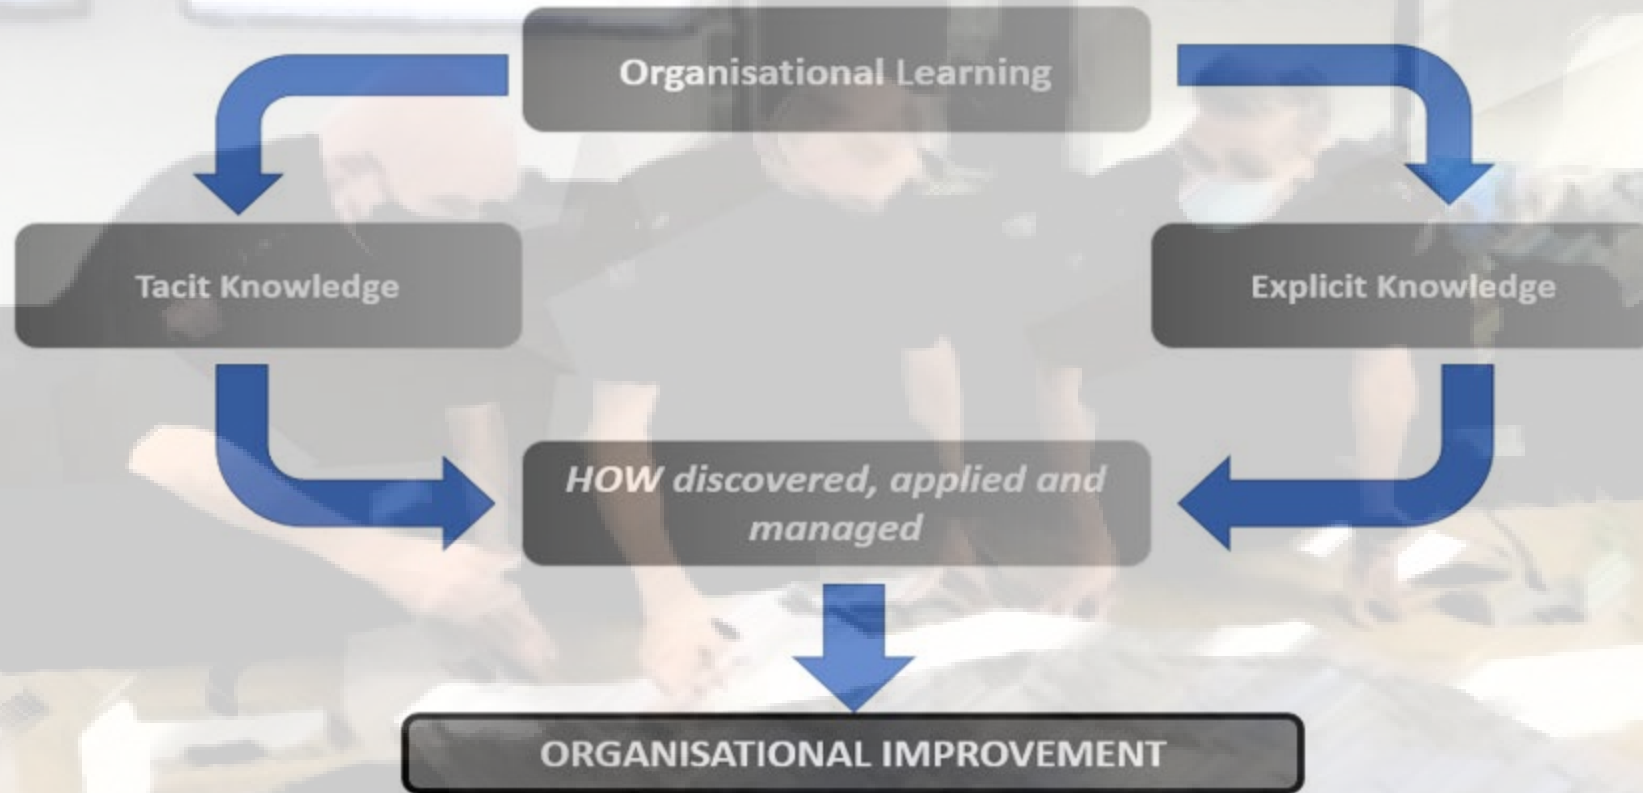 Organisational Learning
Tacit Knowledge
Explicit Knowledge
HOW discovered, applied and
managed
ORGANISATIONAL IMPROVEMENT